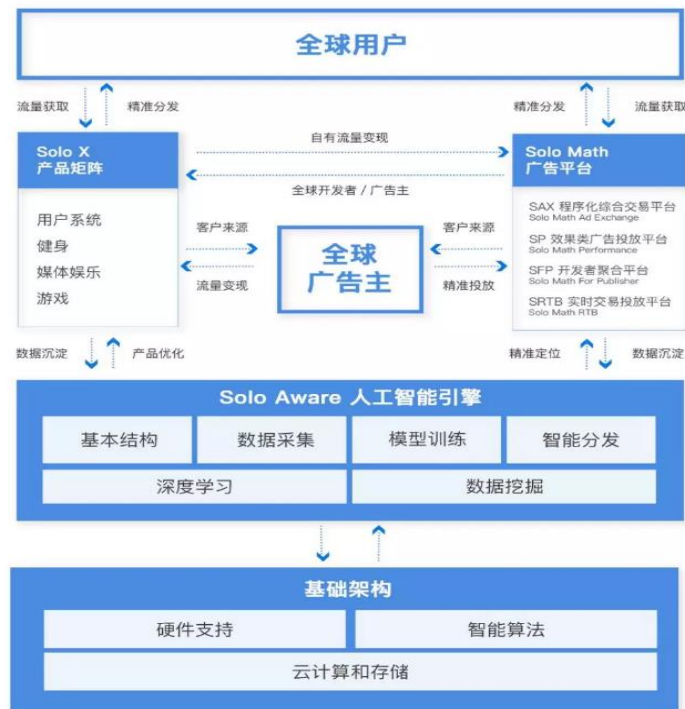 全球用户
流量获取
精准分发
精准分发
流量获取
Solo X
产品矩阵
自有流量变现
全球开发者 / 广告主
Solo Math
广告平台
用户系统
健身
媒体娱乐
游戏
客户来源
流量变现
全球
广告主
客户来源
精准投放
SAX 程序化综合交易平台
Solo Math Ad Exchange
SP 效果类广告投放平台
Solo Math Performance
SFP 开发者聚合平台
Solo Math For Publisher
SRTB 实时交易投放平台
Solo Math RTB
数据沉淀
产品优化
精准定位
数据沉淀
Solo Aware 人工智能引擎
基本结构
数据采集
模型训练
智能分发
深度学习
数据挖掘
基础架构
硬件支持
智能算法
云计算和存储